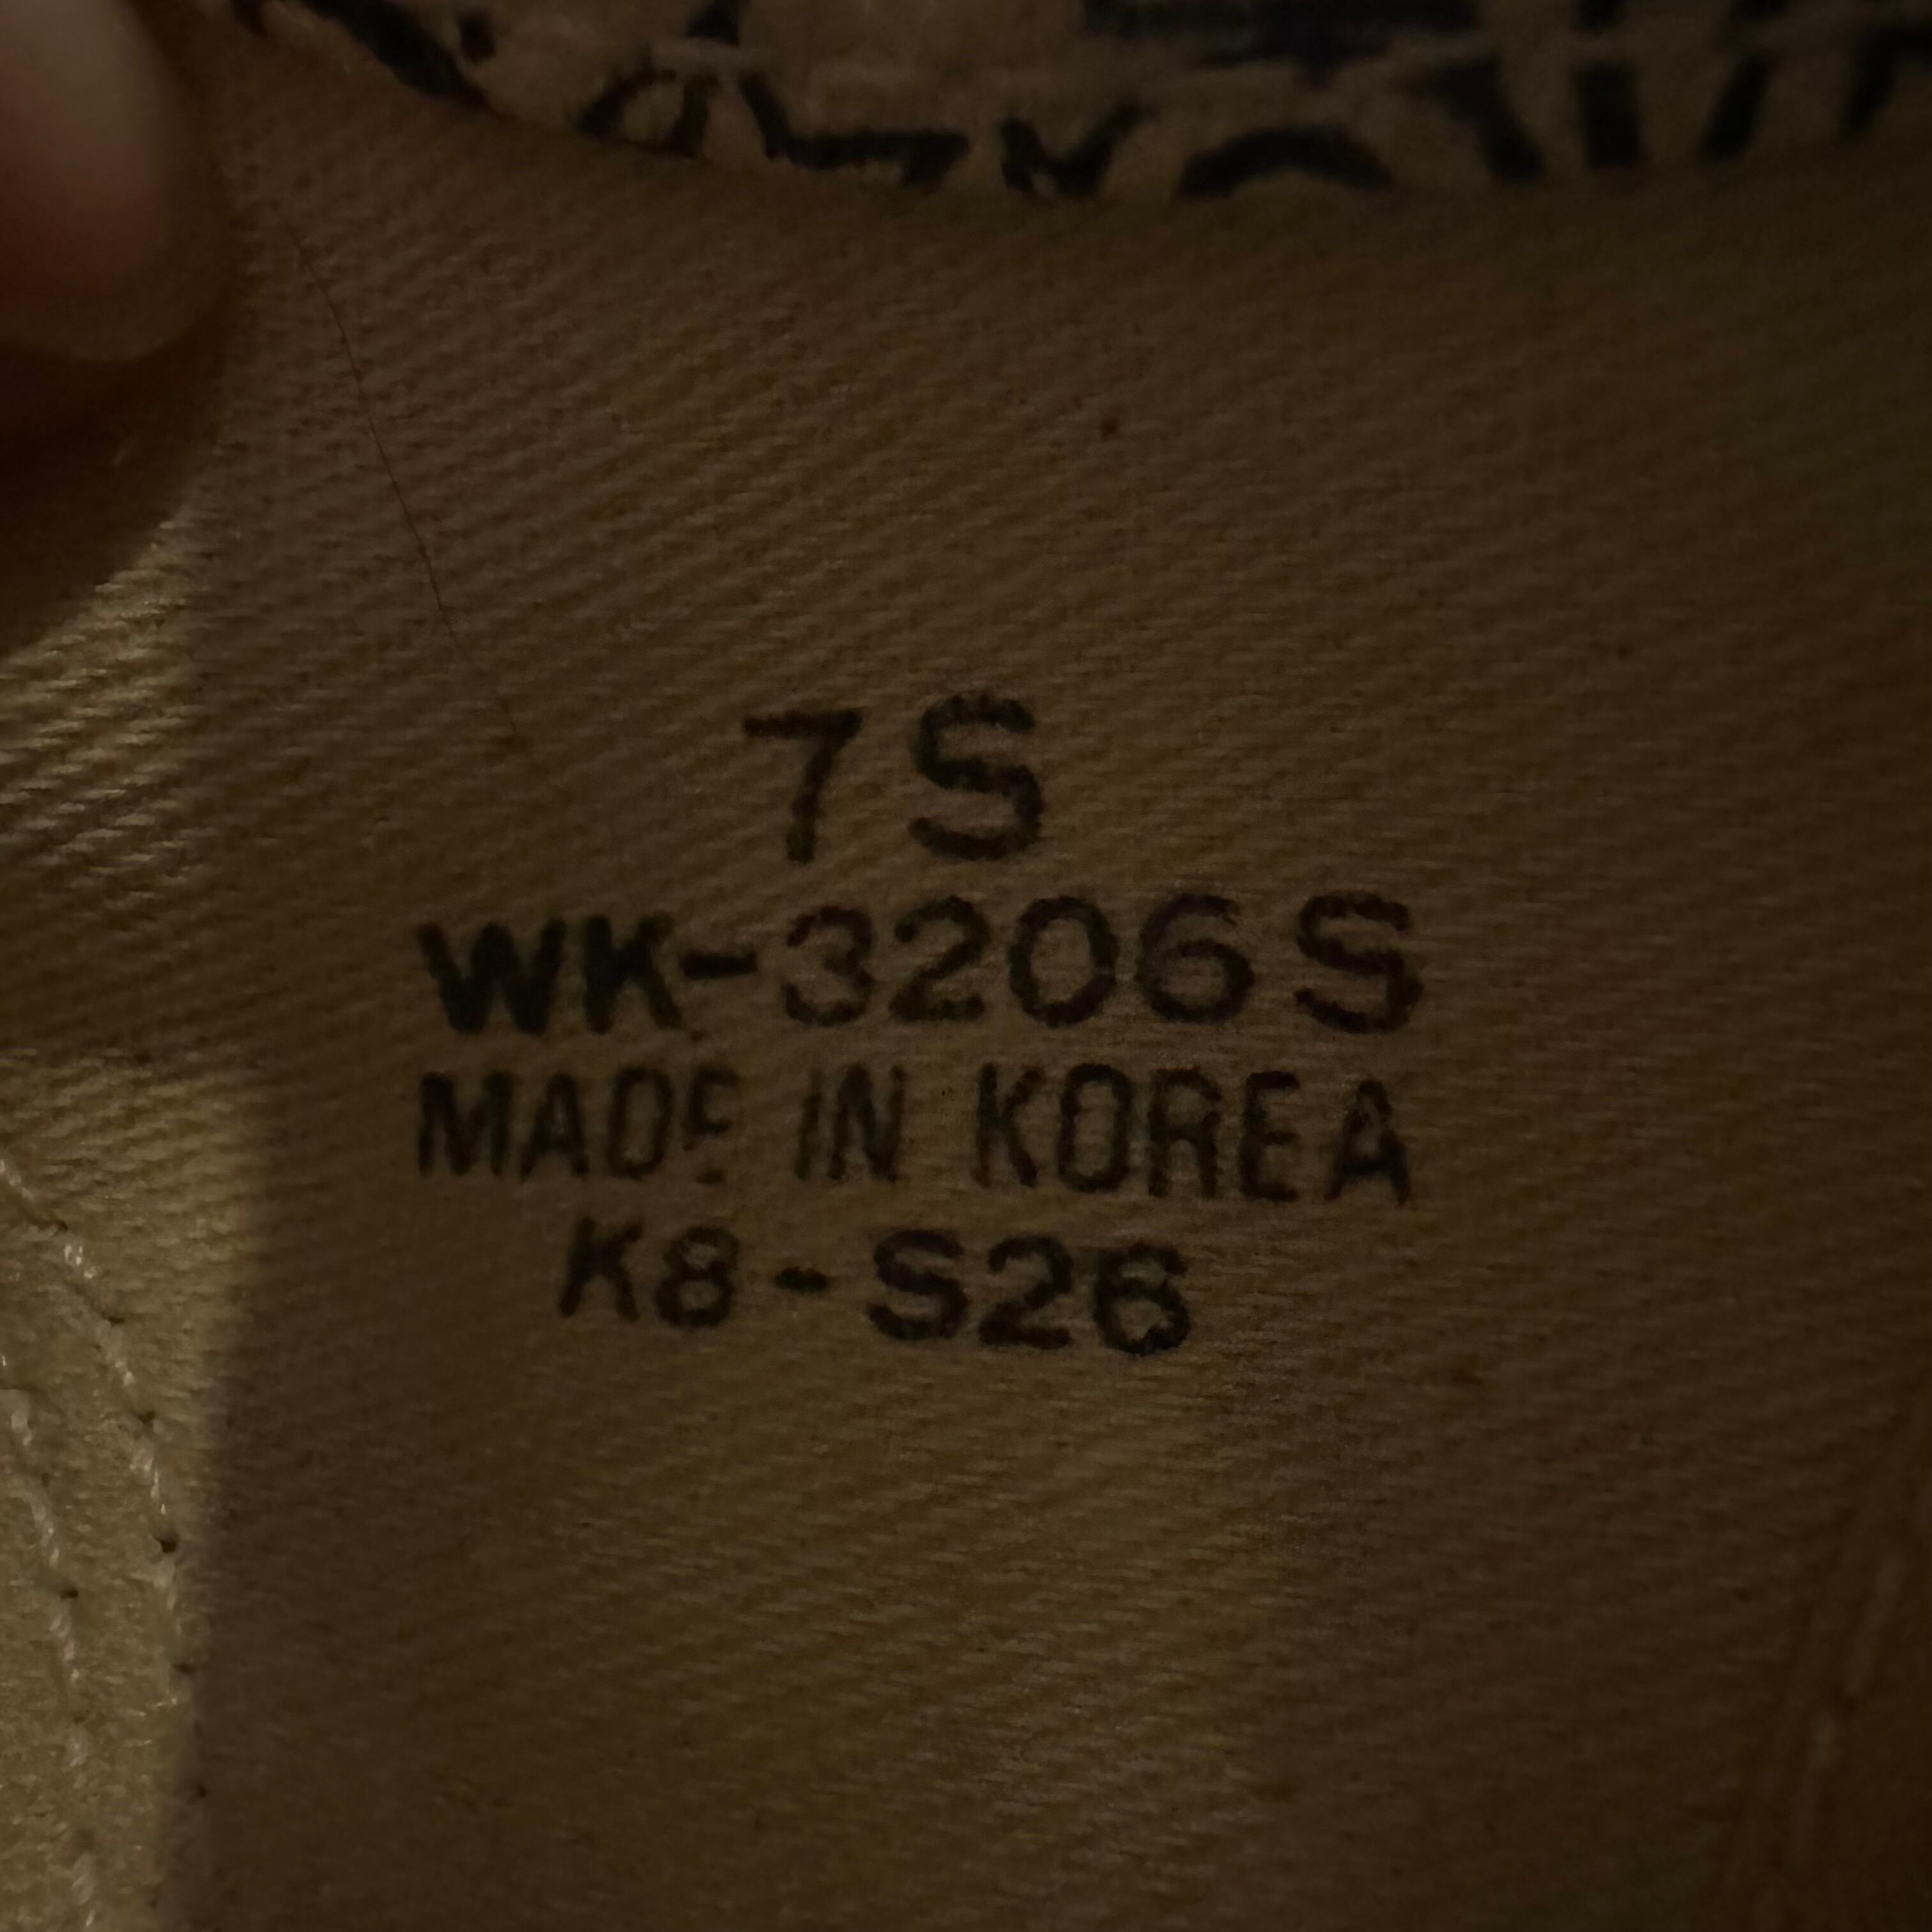 7S
WK-3206S
MADE IN KOREA
K8-S26